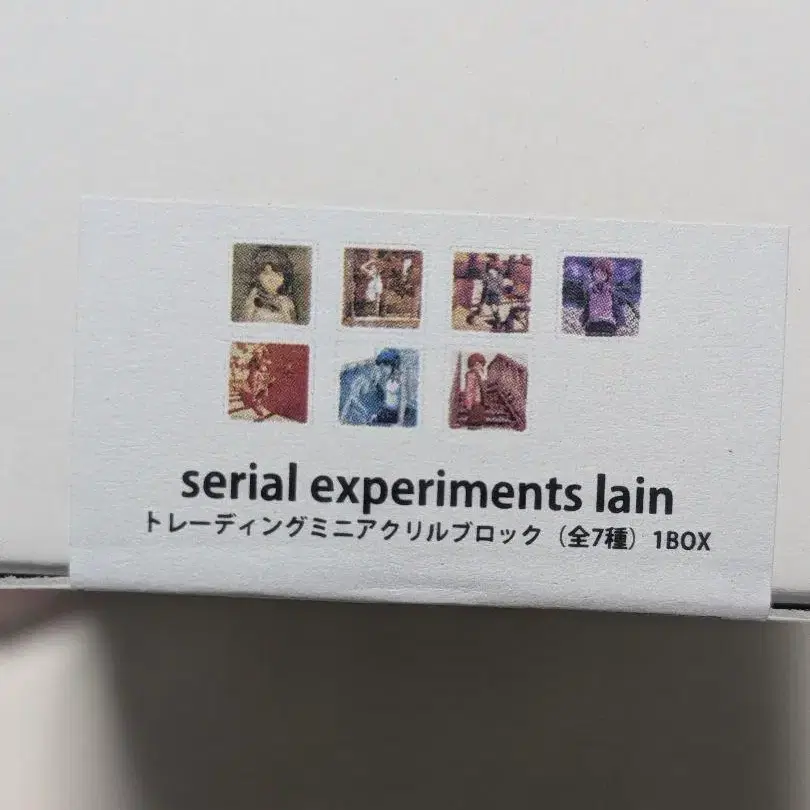 serial experiments lain
トレーディングミニアクリルブロック（全7種）1BOX